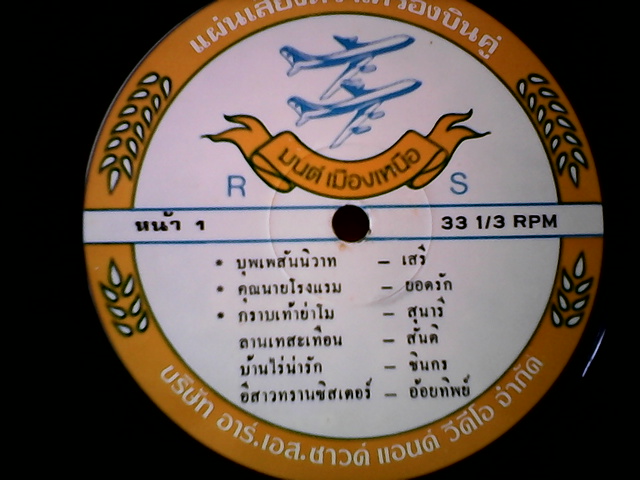 แผ่นเสียงตราเครื่องบินคู่
มนต์เมืองเหนือ
R S
หน้า 1 33 1/3 RPM
• บุพเพสันนิวาท – เสรี
• คุณนายโรงแรม – ยอดรัก
• กราบเท้าย่าโม – สุนารี
ลานเทสะเทือน – สันติ
บ้านไร่น่ารัก – ชินกร
อีสาวทรานซิสเตอร์ – อ้อยทิพย์
บริษัท อาร์.เอส.ซาวด์ แอนด์ วีดีโอ จำกัด